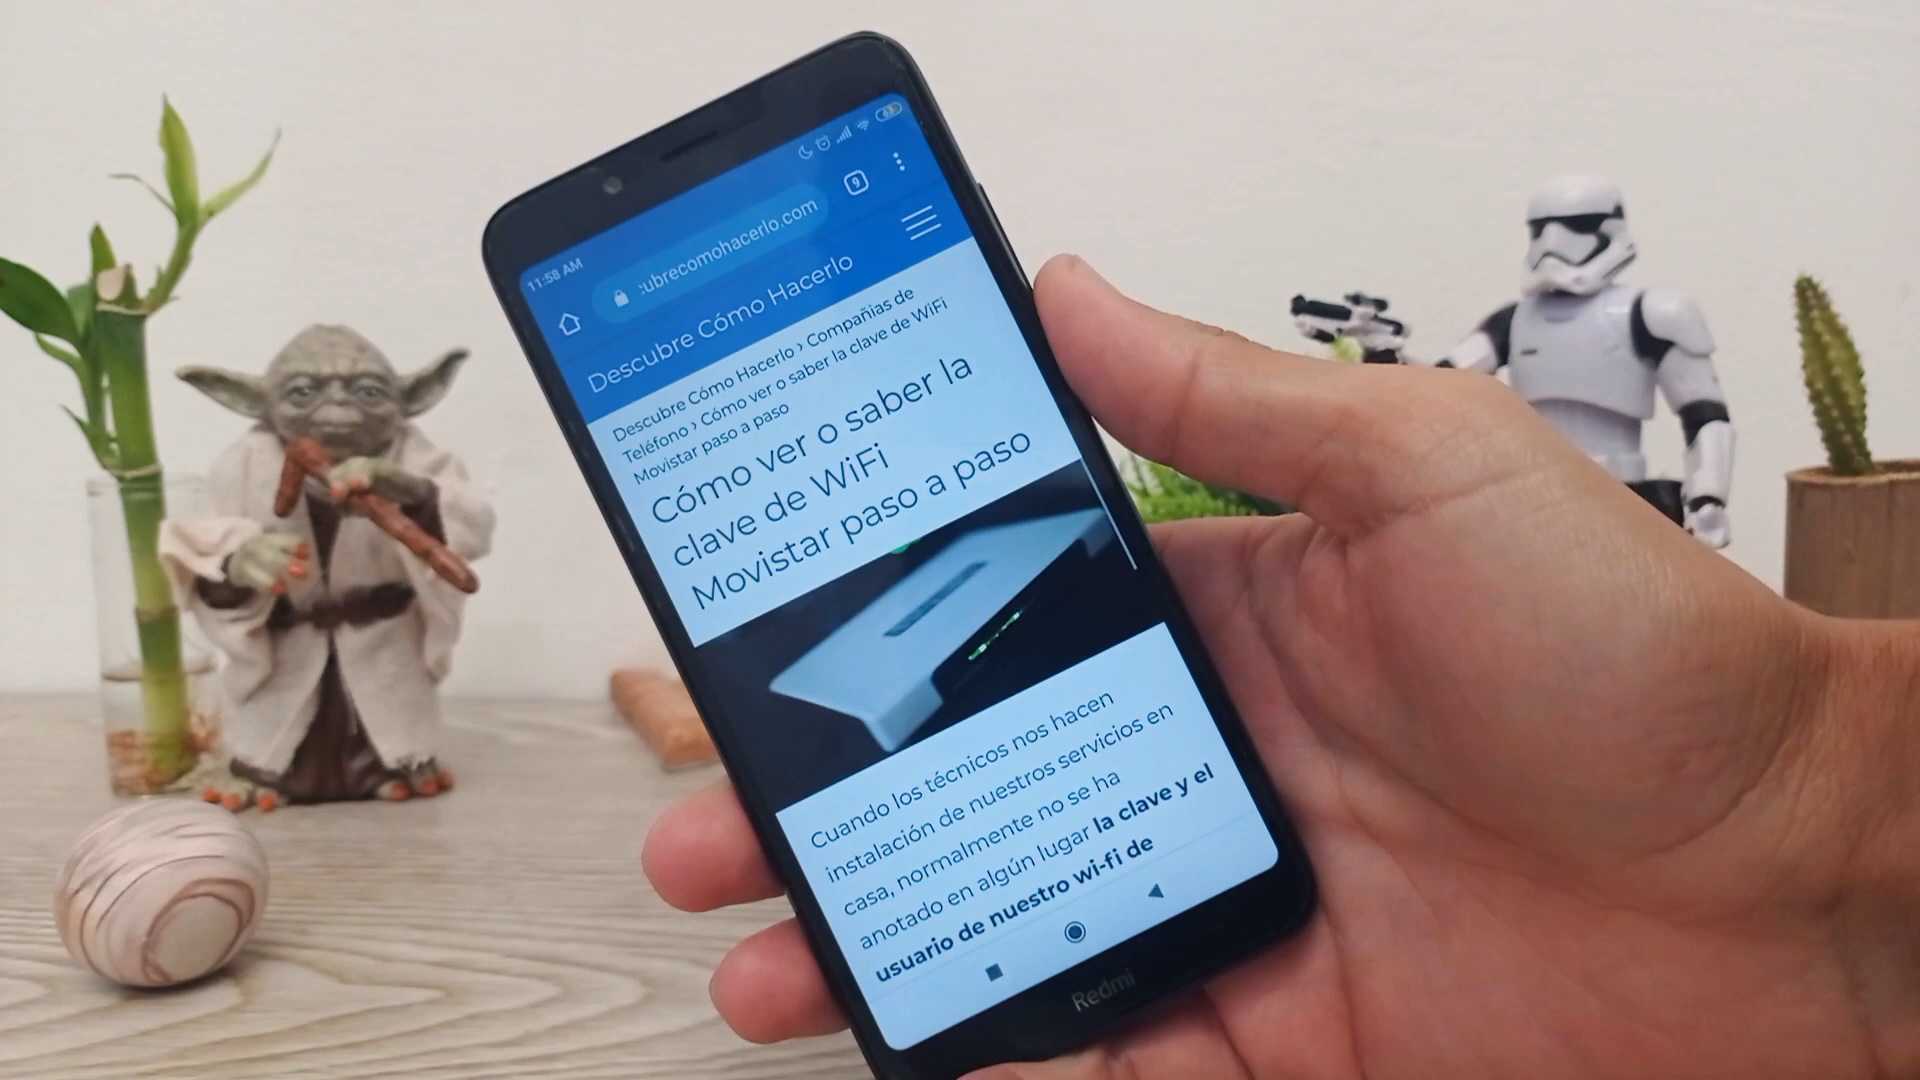 11:58 AM
63
:ubrecomohacerlo.com
9
Descubre Cómo Hacerlo
Descubre Cómo Hacerlo › Compañias de
Teléfono › Cómo ver o saber la clave de WiFi
Movistar paso a paso
Cómo ver o saber la
clave de WiFi
Movistar paso a paso
Cuando los técnicos nos hacen
instalación de nuestros servicios en
casa, normalmente no se ha
anotado en algún lugar la clave y el
usuario de nuestro wi-fi de
Redmi